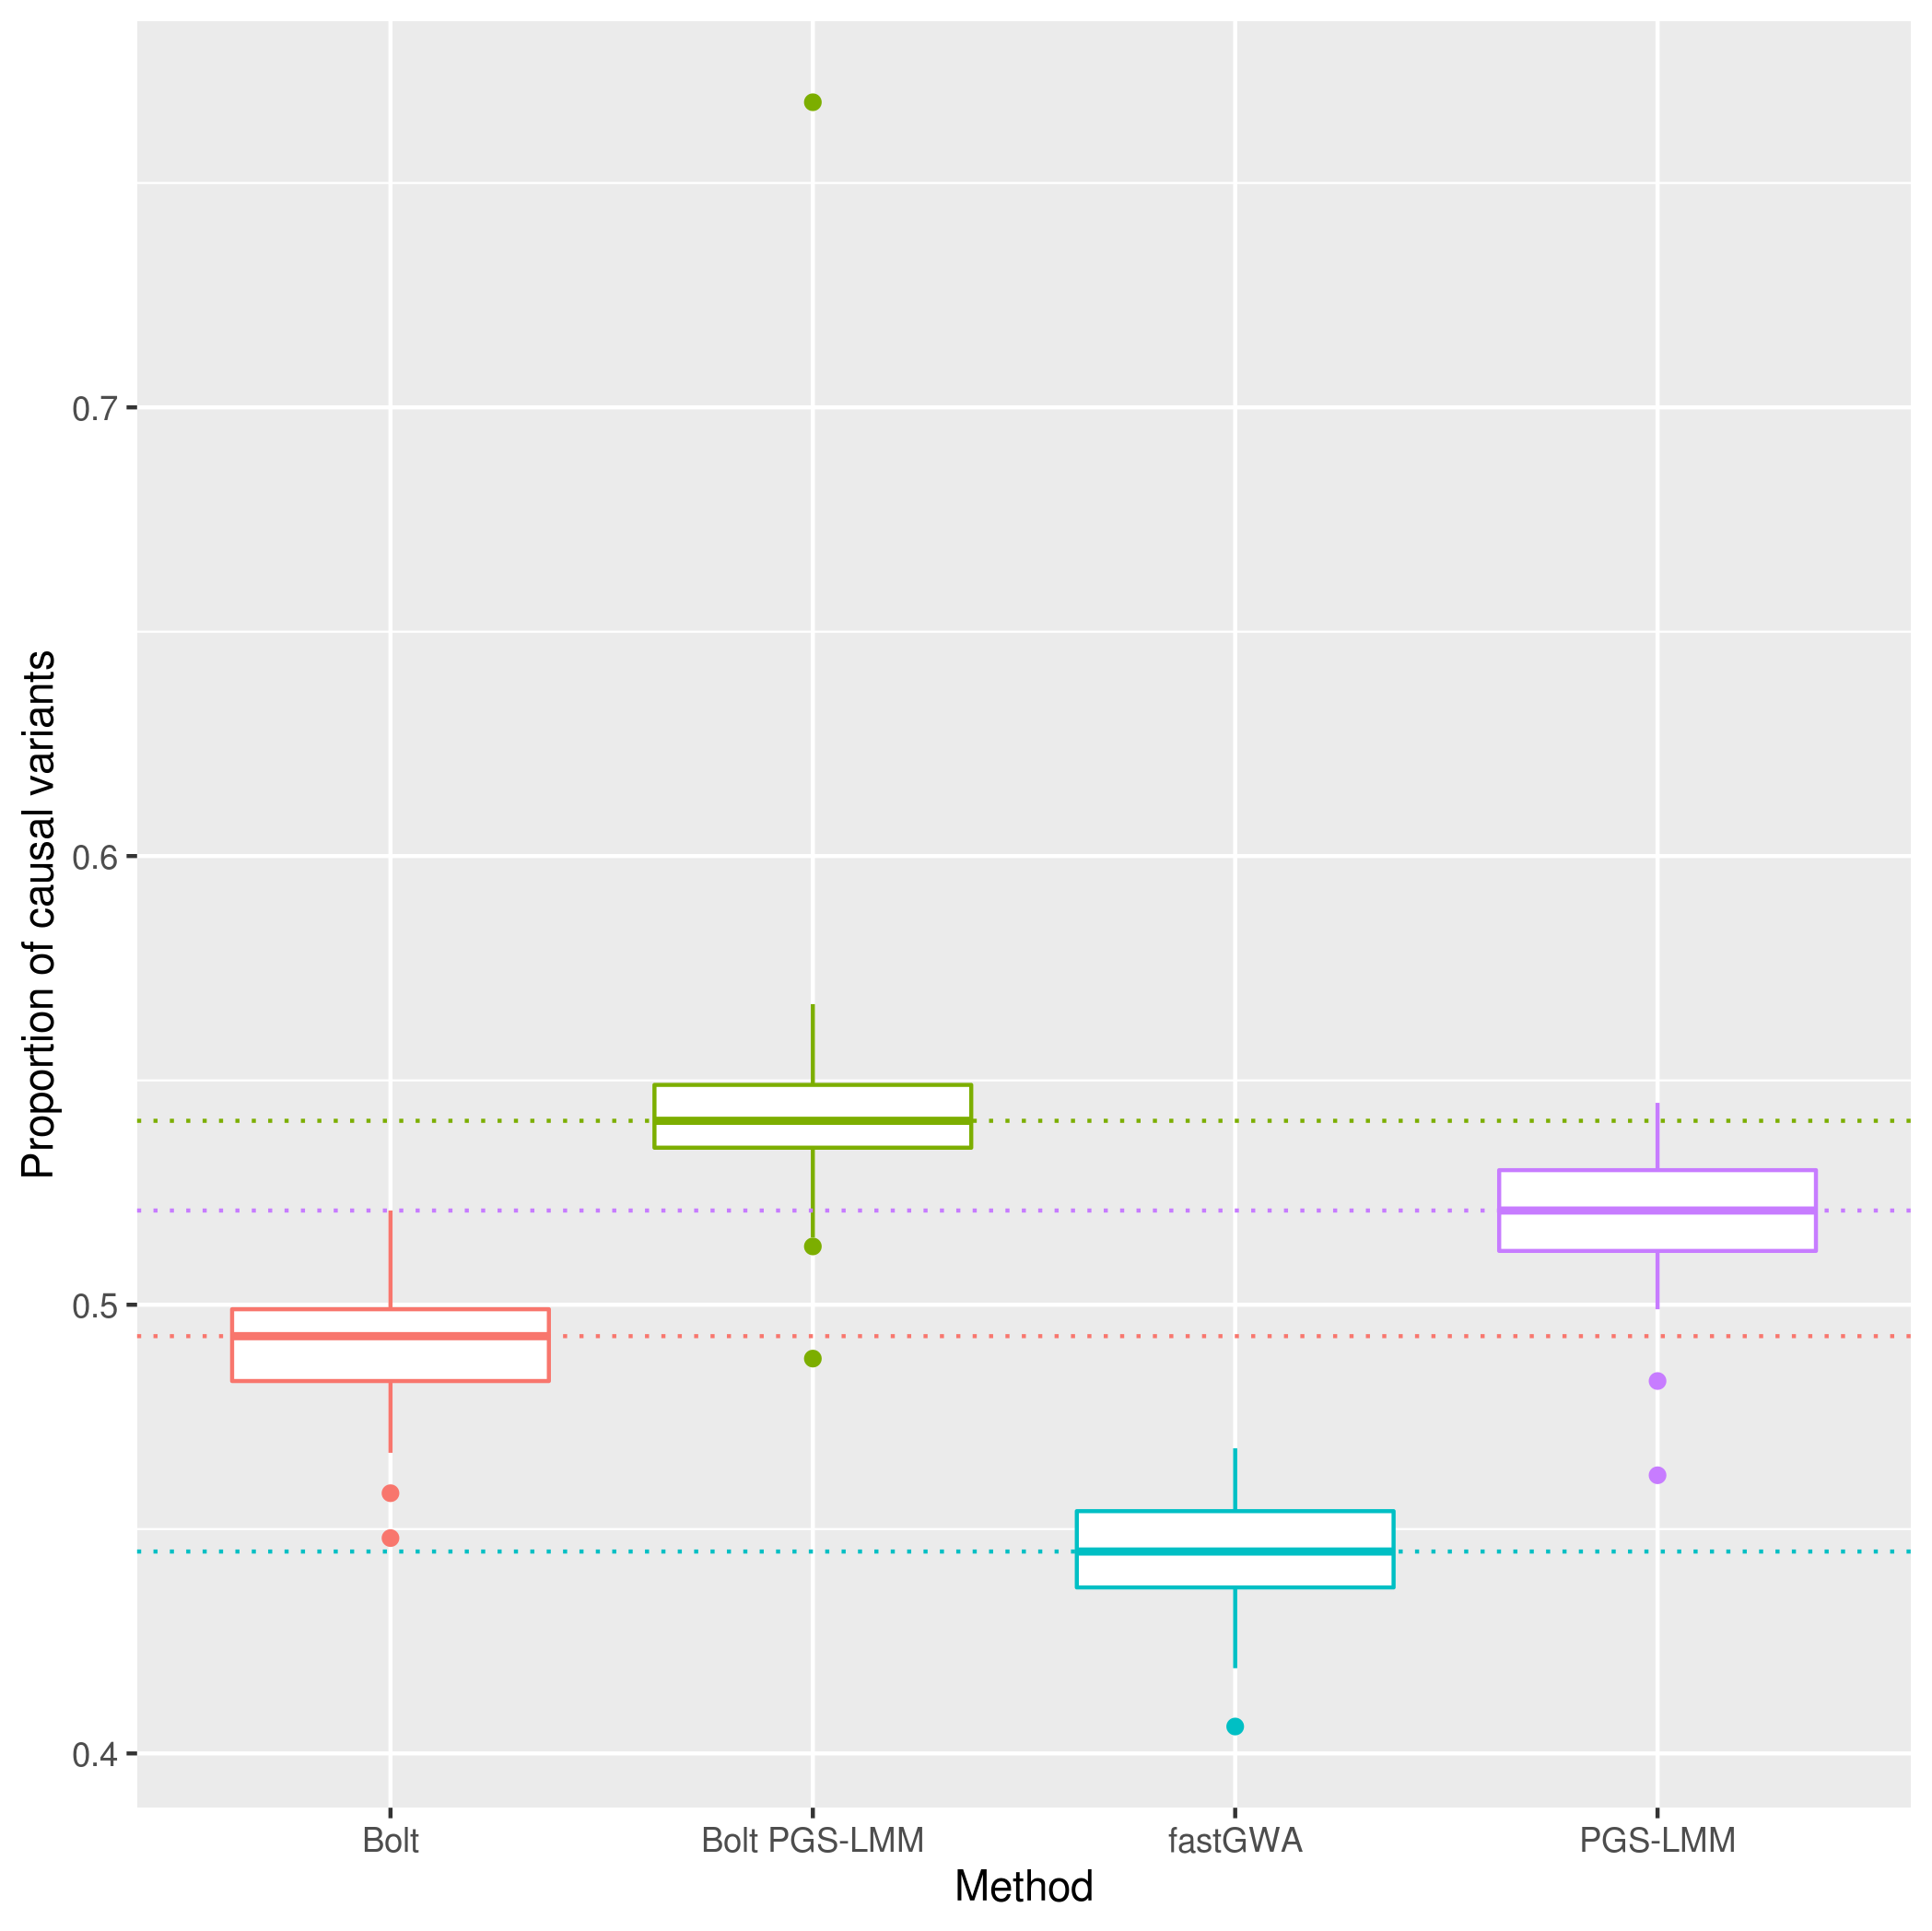 Proportion of causal variants
0.7
0.6
0.5
0.4
Bolt
Bolt PGS-LMM
fastGWA
PGS-LMM
Method